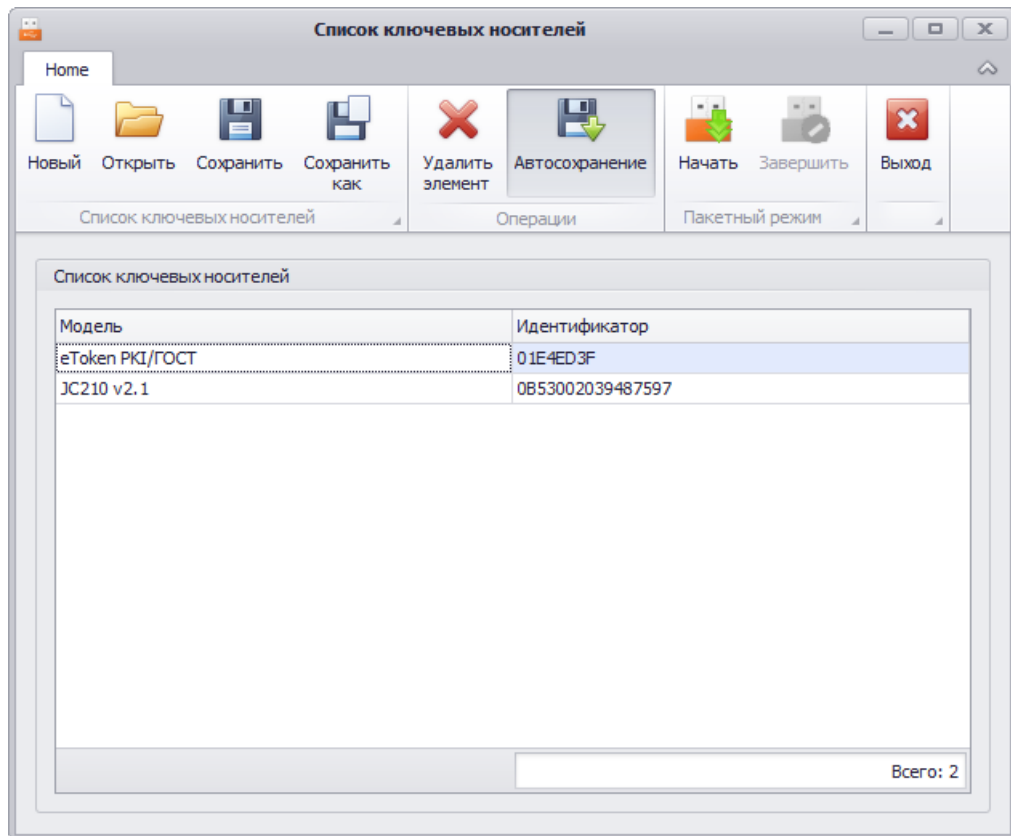 Список ключевых носителей
Home
Новый Открыть Сохранить Сохранить как Удалить элемент Автосохранение Начать Завершить Выход
Список ключевых носителей Операции Пакетный режим
Список ключевых носителей
Модель Идентификатор
eToken PKI/ГОСТ 01E4ED3F
JC210 v2.1 0B53002039487597
Всего: 2